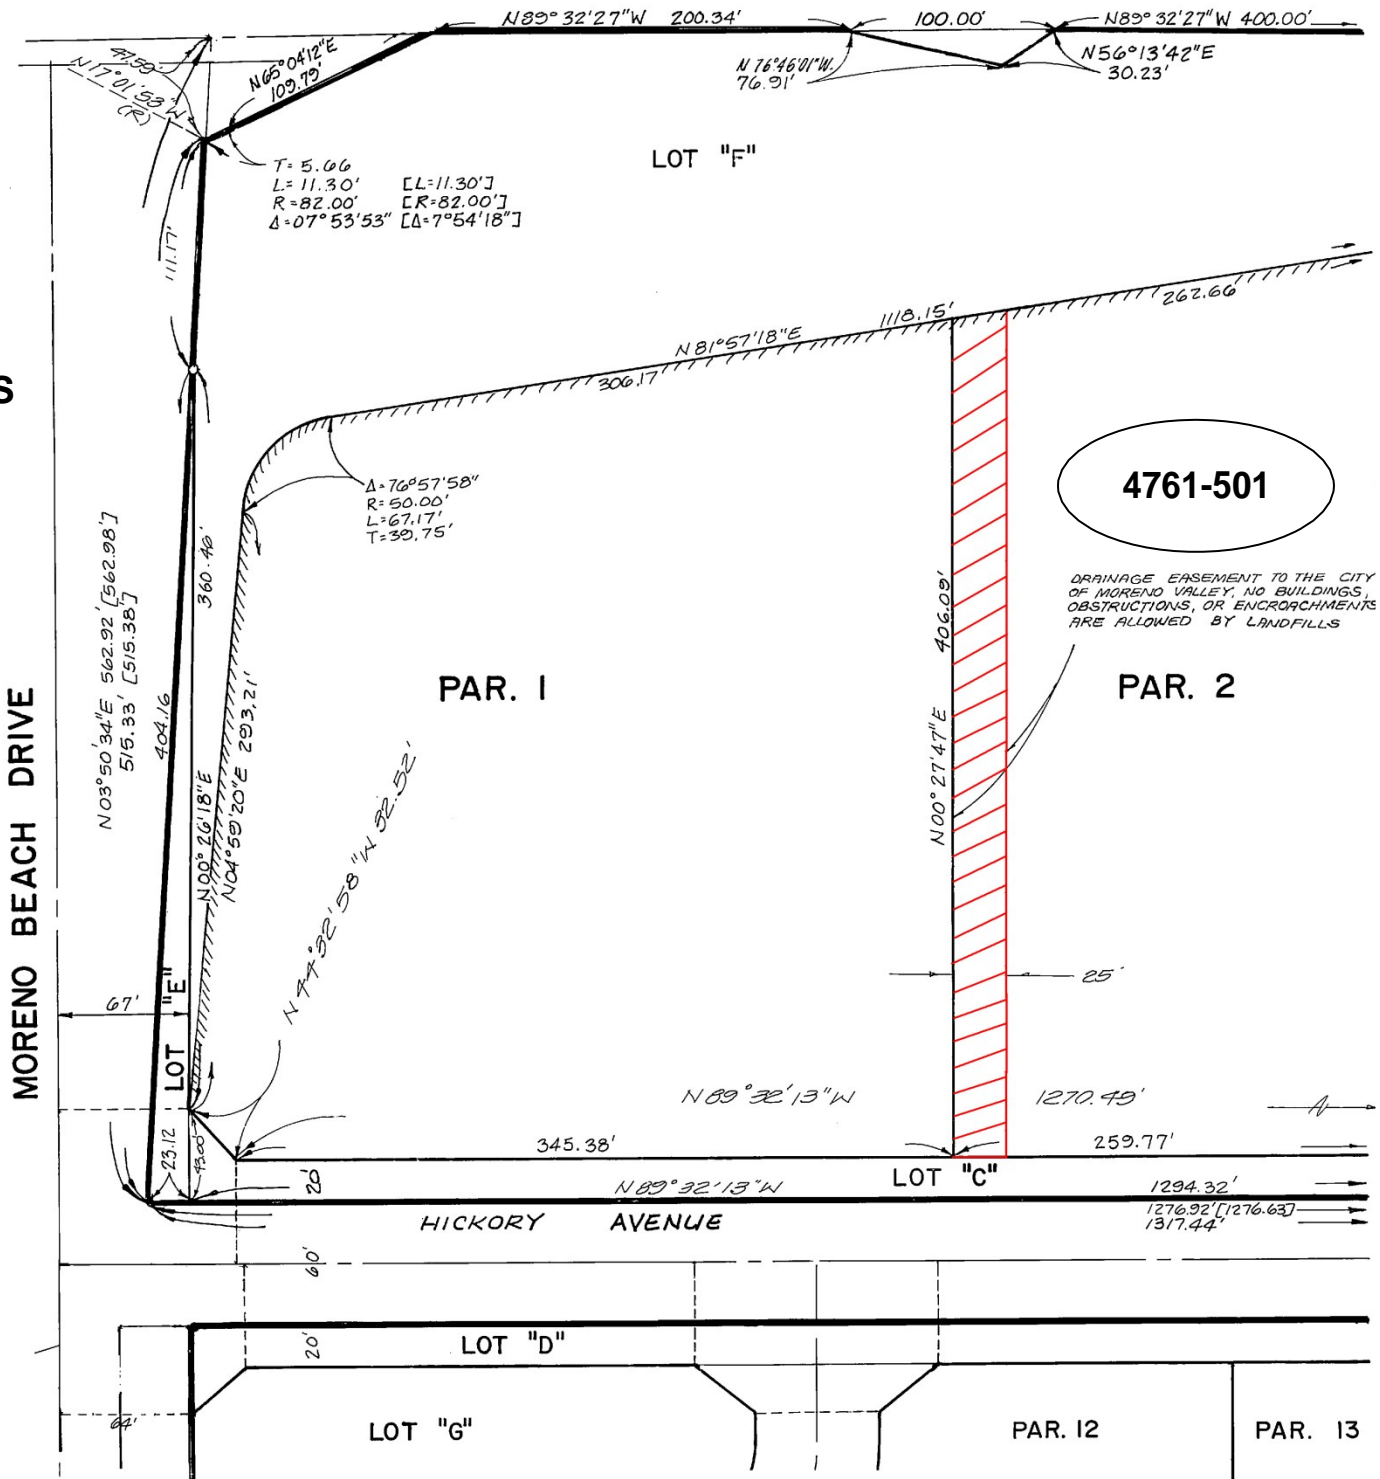 N89°32'27"W 200.34'
100.00'
N89°32'27"W 400.00'
47.59'
N17°01'53"W
(R)
N65°04'12"E
109.79'
N76°46'01"W.
76.91'
N56°13'42"E
30.23'
LOT "F"
T=5.66
L=11.30' [L=11.30']
R=82.00' [R=82.00']
Δ=07°53'53" [Δ=7°54'18"]
111.17'
S
1118.15'
262.66'
N81°57'18"E
306.17'
Δ=76°57'58"
R=50.00'
L=67.17'
T=39.75'
4761-501
DRAINAGE EASEMENT TO THE CITY
OF MORENO VALLEY, NO BUILDINGS,
OBSTRUCTIONS, OR ENCROACHMENTS
ARE ALLOWED BY LANDFILLS
PAR. 1
PAR. 2
MORENO BEACH DRIVE
N03°50'34"E 562.92' [562.98']
515.33' [515.38']
404.16
360.46'
N00°26'18"E
N04°59'20"E 293.21'
N44°32'58"W 32.52'
406.09'
N00°27'47"E
25'
67'
LOT "E"
N89°32'13"W
1270.49'
23.12
43.00'
345.38'
259.77'
LOT "C"
20'
N89°32'13"W
1294.32'
1276.92' [1276.63]
1317.44'
HICKORY AVENUE
60'
20'
LOT "D"
64'
LOT "G"
PAR. 12
PAR. 13